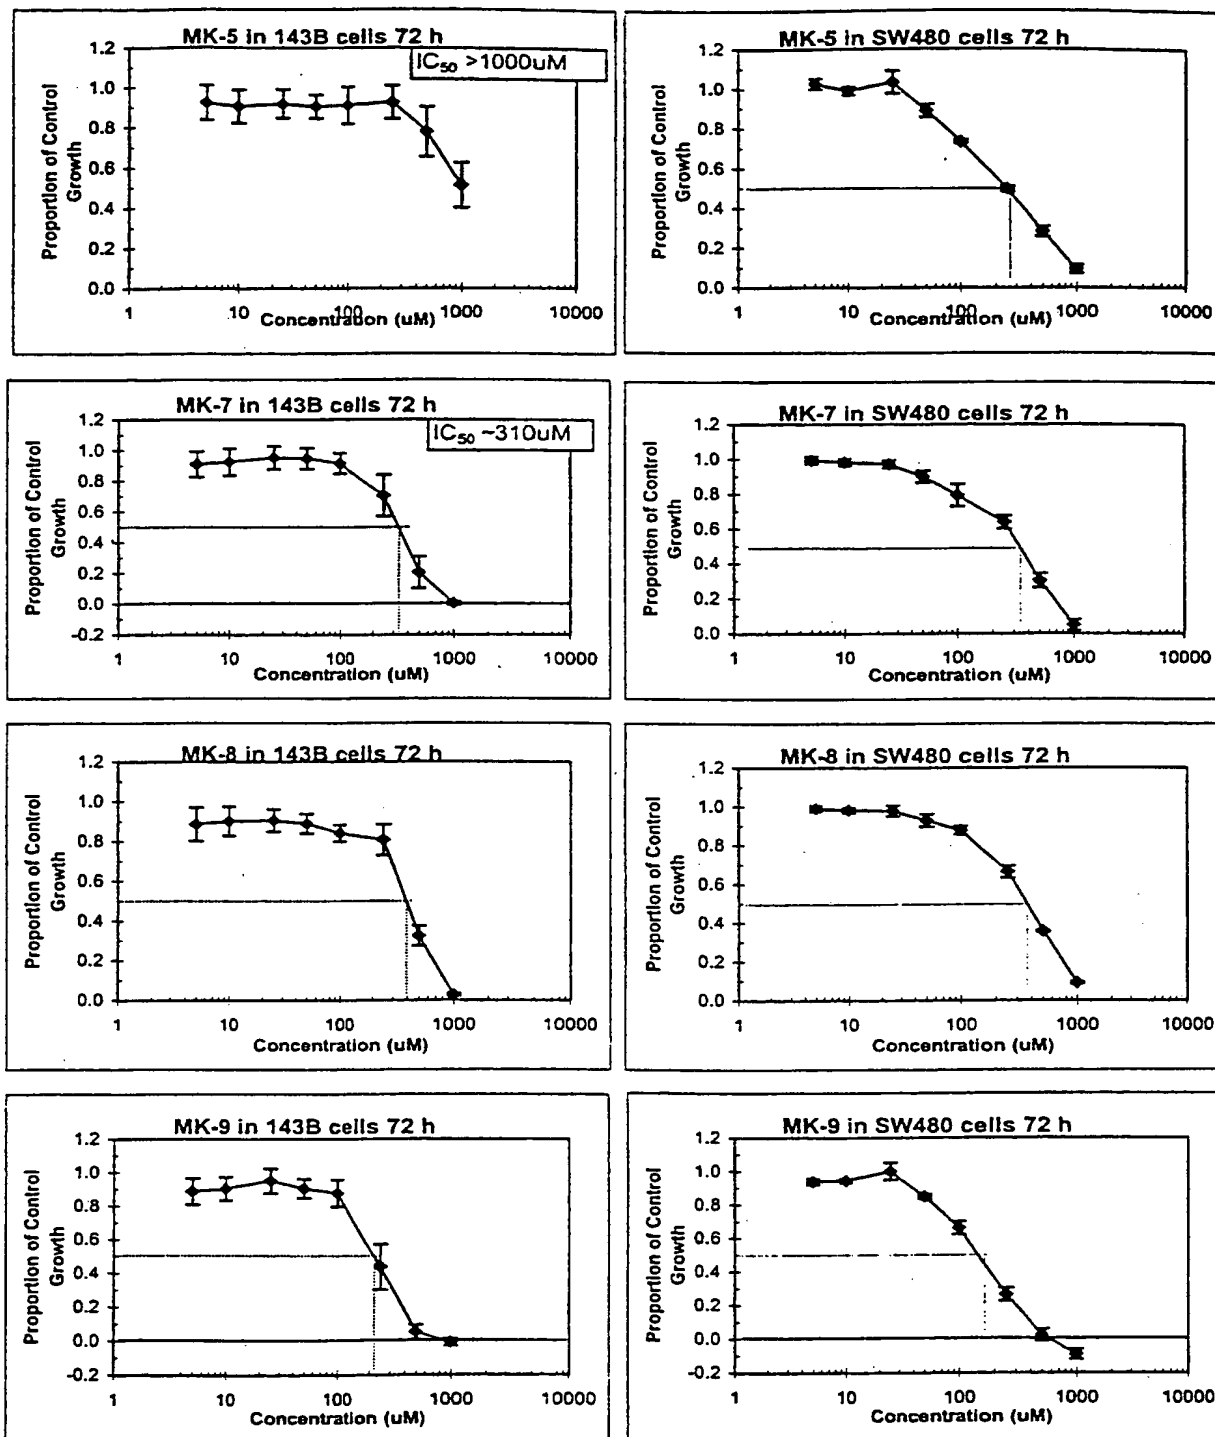 MK-5 in 143B cells 72 h
IC50 >1000uM
Proportion of Control
Growth
1.2
1.0
0.8
0.6
0.4
0.2
0.0
1 10 100 1000 10000
Concentration (uM)
MK-5 in SW480 cells 72 h
Proportion of Control
Growth
1.2
1.0
0.8
0.6
0.4
0.2
0.0
1 10 100 1000 10000
Concentration (uM)
MK-7 in 143B cells 72 h
IC50 ~310uM
Proportion of Control
Growth
1.2
1.0
0.8
0.6
0.4
0.2
0.0
-0.2
1 10 100 1000 10000
Concentration (uM)
MK-7 in SW480 cells 72 h
Proportion of Control
Growth
1.2
1.0
0.8
0.6
0.4
0.2
0.0
1 10 100 1000 10000
Concentration (uM)
MK-8 in 143B cells 72 h
Proportion of Control
Growth
1.2
1.0
0.8
0.6
0.4
0.2
0.0
1 10 100 1000 10000
Concentration (uM)
MK-8 in SW480 cells 72 h
Proportion of Control
Growth
1.2
1.0
0.8
0.6
0.4
0.2
0.0
1 10 100 1000 10000
Concentration (uM)
MK-9 in 143B cells 72 h
Proportion of Control
Growth
1.2
1.0
0.8
0.6
0.4
0.2
0.0
-0.2
1 10 100 1000 10000
Concentration (uM)
MK-9 in SW480 cells 72 h
Proportion of Control
Growth
1.2
1.0
0.8
0.6
0.4
0.2
0.0
-0.2
1 10 100 1000 10000
Concentration (uM)